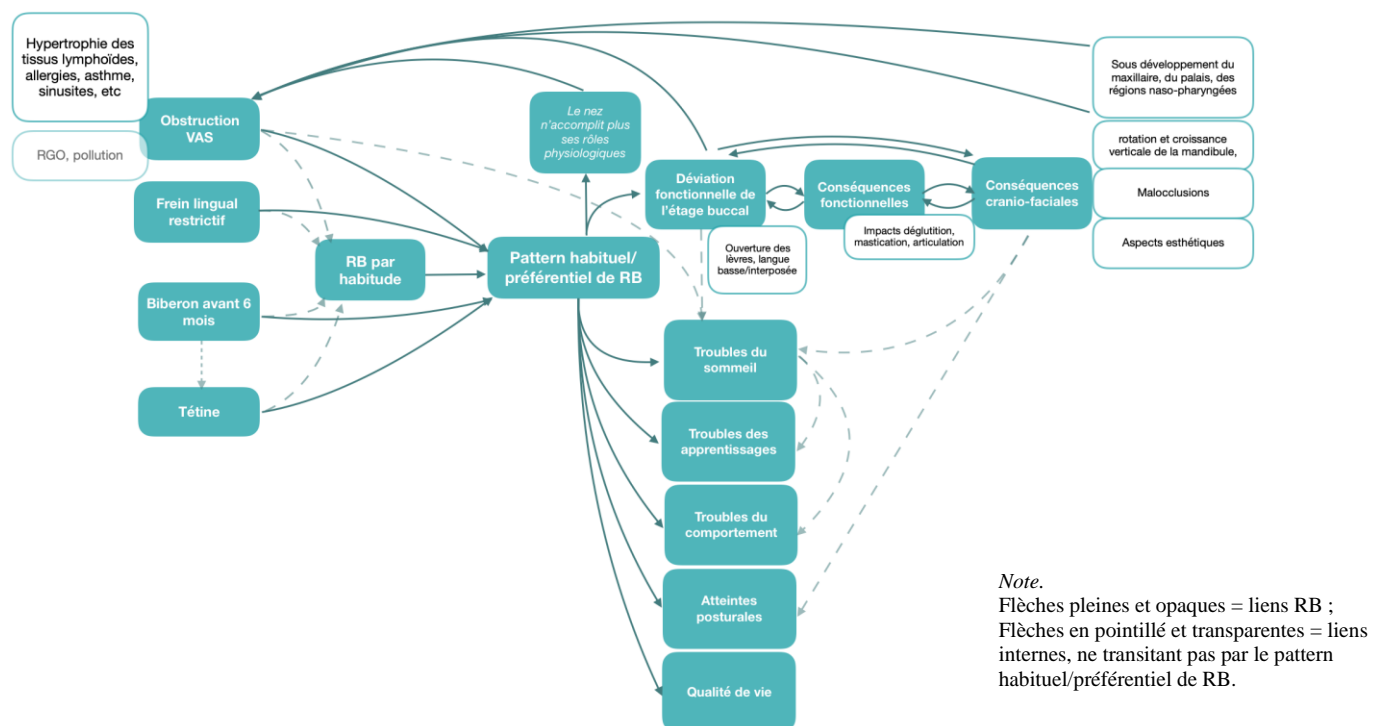 Hypertrophie des
tissus lymphoïdes,
allergies, asthme,
sinusites, etc
Obstruction
VAS
RGO, pollution
Frein lingual
restrictif
RB par
habitude
Biberon avant 6
mois
Tétine
Pattern habituel/
préférentiel de RB
Le nez
n'accomplit plus
ses rôles
physiologiques
Déviation
fonctionnelle de
l'étage buccal
Ouverture des
lèvres, langue
basse/interposée
Conséquences
fonctionnelles
Impacts déglutition,
mastication, articulation
Conséquences
cranio-faciales
Sous développement du
maxillaire, du palais, des
régions naso-pharyngées
rotation et croissance
verticale de la mandibule,
Malocclusions
Aspects esthétiques
Troubles du
sommeil
Troubles des
apprentissages
Troubles du
comportement
Atteintes
posturales
Qualité de vie
Note.
Flèches pleines et opaques = liens RB ;
Flèches en pointillé et transparentes = liens
internes, ne transitant pas par le pattern
habituel/préférentiel de RB.